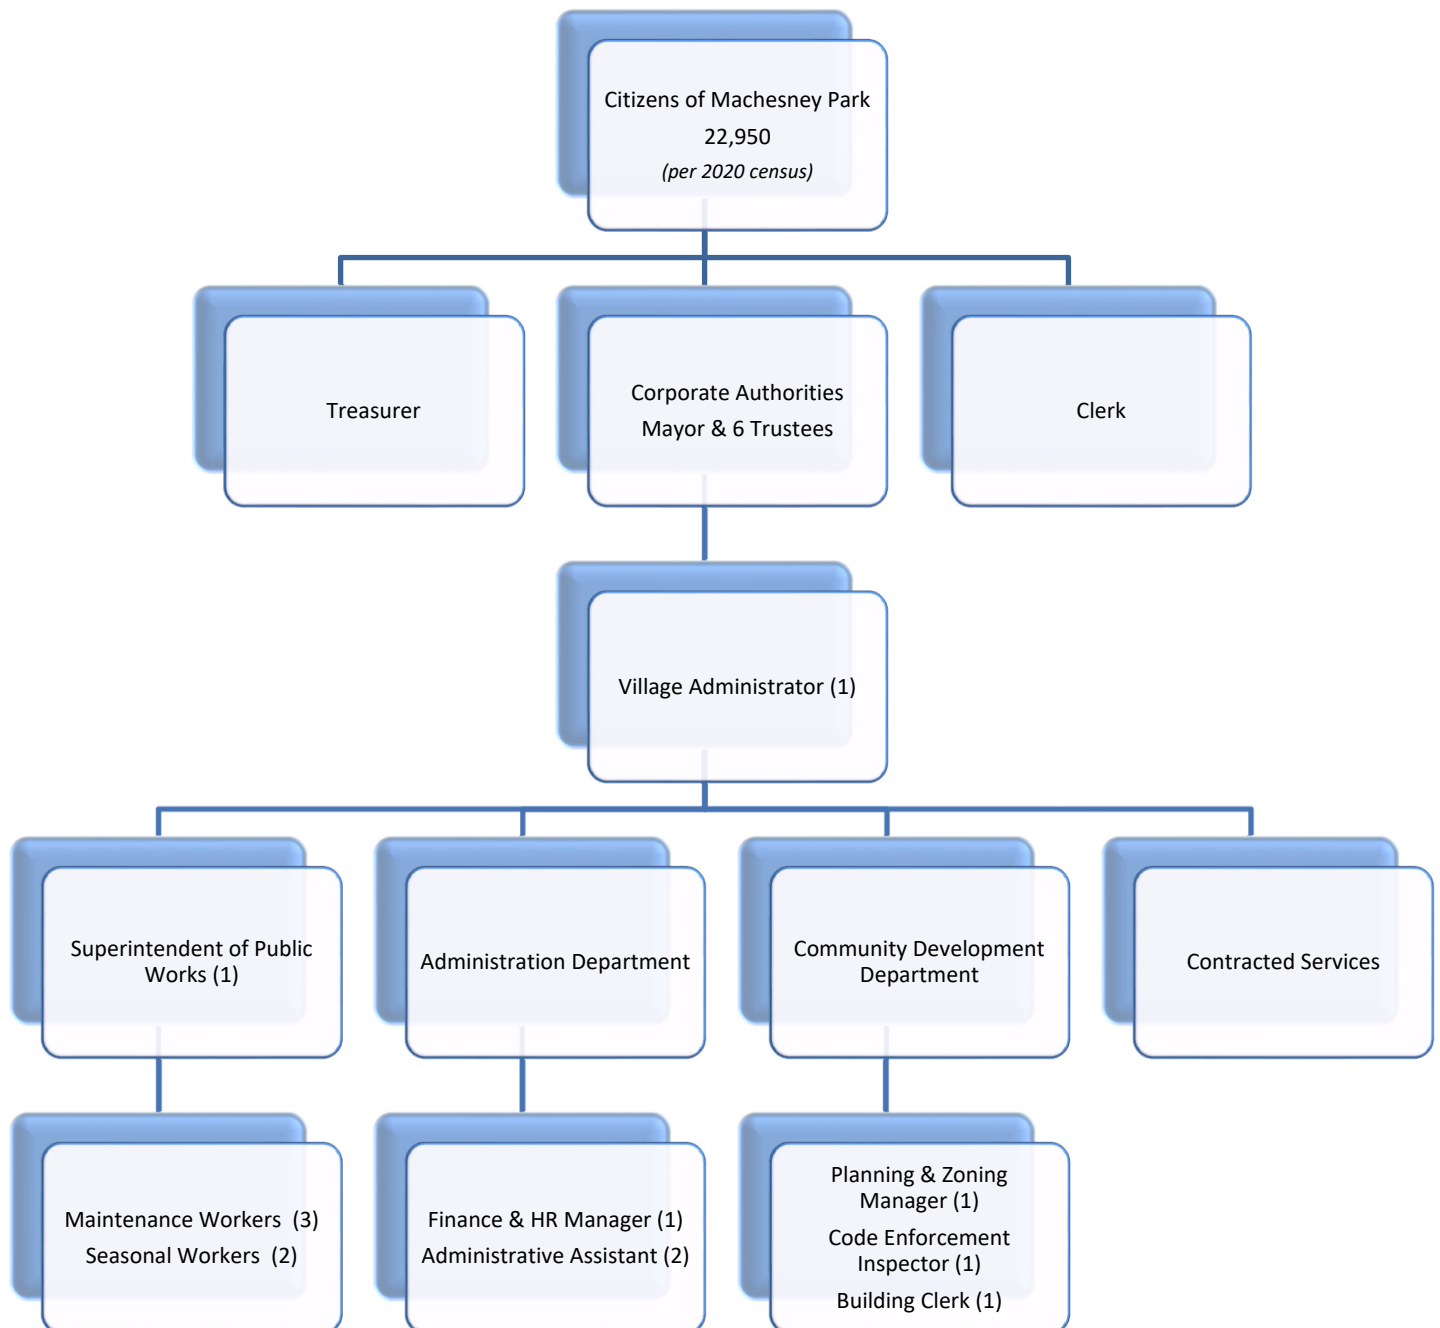 Citizens of Machesney Park
22,950
(per 2020 census)
Treasurer
Corporate Authorities
Mayor & 6 Trustees
Clerk
Village Administrator (1)
Superintendent of Public
Works (1)
Administration Department
Community Development
Department
Contracted Services
Maintenance Workers  (3)
Seasonal Workers  (2)
Finance & HR Manager (1)
Administrative Assistant (2)
Planning & Zoning
Manager (1)
Code Enforcement
Inspector (1)
Building Clerk (1)